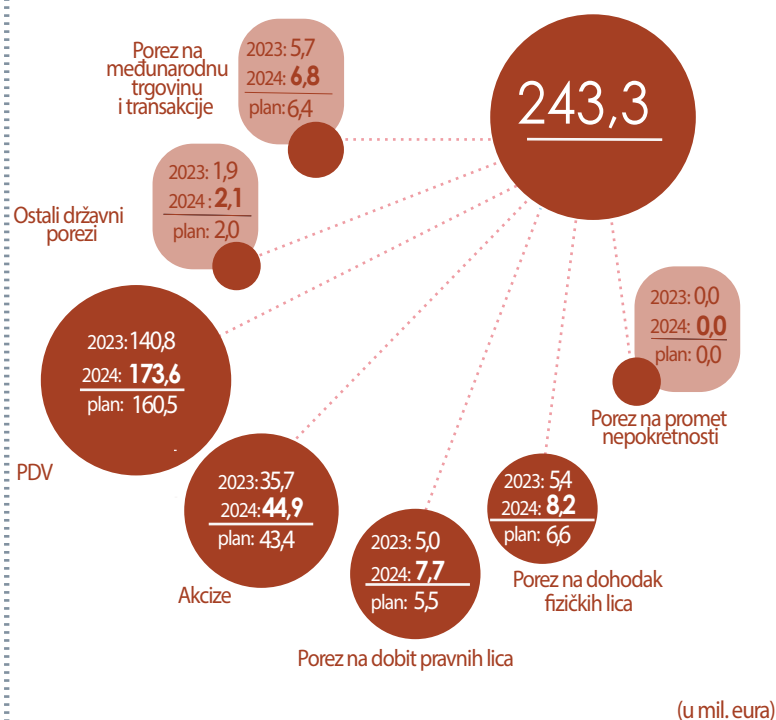 243,3
Porez na
međunarodnu
trgovinu
i transakcije
2023: 5,7
2024: 6,8
plan: 6,4
Ostali državni
porezi
2023: 1,9
2024 : 2,1
plan: 2,0
PDV
2023: 140,8
2024: 173,6
plan: 160,5
Akcize
2023: 35,7
2024: 44,9
plan: 43,4
Porez na dobit pravnih lica
2023: 5,0
2024: 7,7
plan: 5,5
Porez na dohodak
fizičkih lica
2023: 5,4
2024: 8,2
plan: 6,6
Porez na promet
nepokretnosti
2023: 0,0
2024: 0,0
plan: 0,0
(u mil. eura)